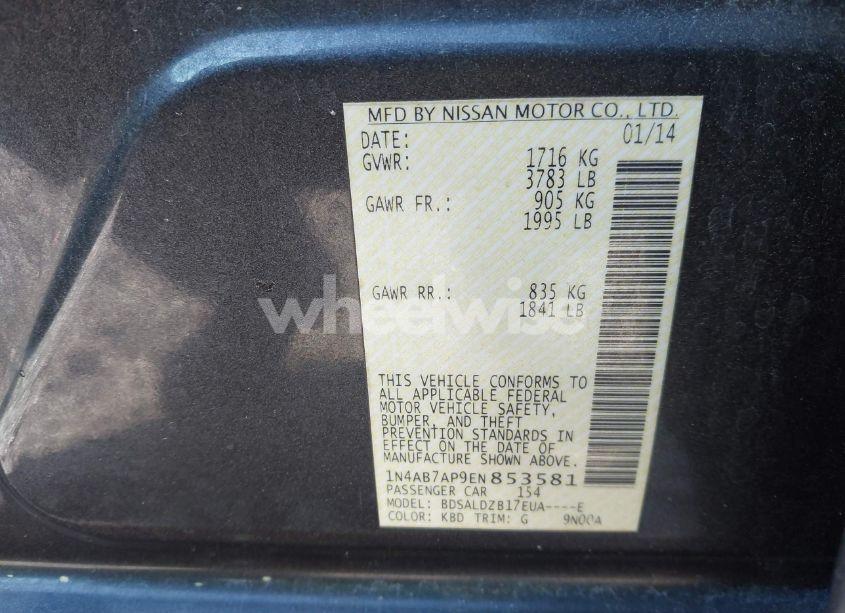 MFD BY NISSAN MOTOR CO., LTD.
DATE: 01/14
GVWR: 1716 KG
3783 LB
GAWR FR.: 905 KG
1995 LB
GAWR RR.: 835 KG
1841 LB
wheelwise
THIS VEHICLE CONFORMS TO
ALL APPLICABLE FEDERAL
MOTOR VEHICLE SAFETY,
BUMPER, AND THEFT
PREVENTION STANDARDS IN
EFFECT ON THE DATE OF
MANUFACTURE SHOWN ABOVE.
1N4AB7AP9EN853581
PASSENGER CAR 154
MODEL: BDSALDZB17EUA----E
COLOR: KBD TRIM: G 9N00A